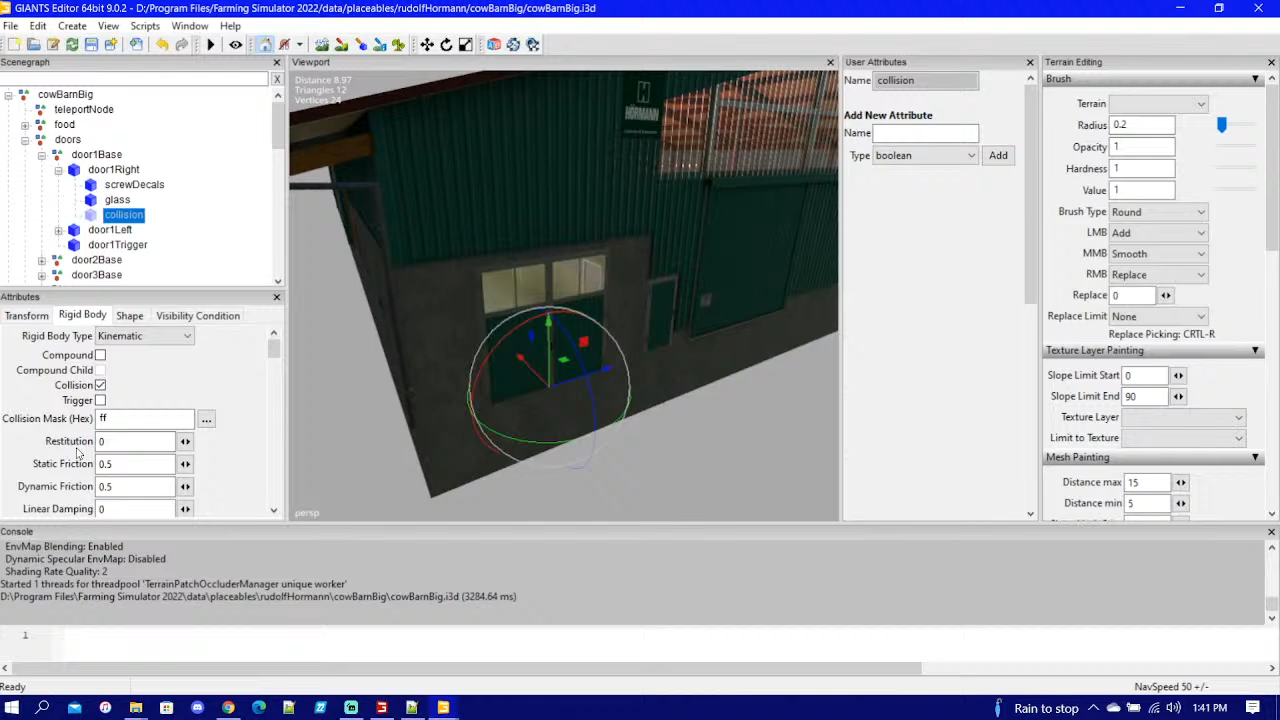 GIANTS Editor 64bit 9.0.2 - D:/Program Files/Farming Simulator 2022/data/placeables/rudolfHormann/cowBarnBig/cowBarnBig.i3d
File Edit Create View Scripts Window Help
Scenegraph
X
cowBarnBig
teleportNode
food
doors
door1Base
door1Right
screwDecals
glass
collision
door1Left
door1Trigger
door2Base
door3Base
Attributes
Transform Rigid Body Shape Visibility Condition
Rigid Body Type Kinematic
Compound
Compound Child
Collision
Trigger
Collision Mask (Hex) ff ...
Restitution 0
Static Friction 0.5
Dynamic Friction 0.5
Linear Damping 0
Viewport
Distance 8.97
Triangles 12
Vertices 24
HÖRMANN
persp
User Attributes
Name collision
Add New Attribute
Name
Type boolean Add
Terrain Editing
Brush
Terrain
Radius 0.2
Opacity 1
Hardness 1
Value 1
Brush Type Round
LMB Add
MMB Smooth
RMB Replace
Replace 0
Replace Limit None
Replace Picking: CRTL-R
Texture Layer Painting
Slope Limit Start 0
Slope Limit End 90
Texture Layer
Limit to Texture
Mesh Painting
Distance max 15
Distance min 5
Console
EnvMap Blending: Enabled
Dynamic Specular EnvMap: Disabled
Shading Rate Quality: 2
Started 1 threads for threadpool 'TerrainPatchOccluderManager unique worker'
D:/Program Files/Farming Simulator 2022/data/placeables/rudolfHormann/cowBarnBig/cowBarnBig.i3d (3284.64 ms)
1
Ready NavSpeed 50 +/-
Rain to stop 1:41 PM